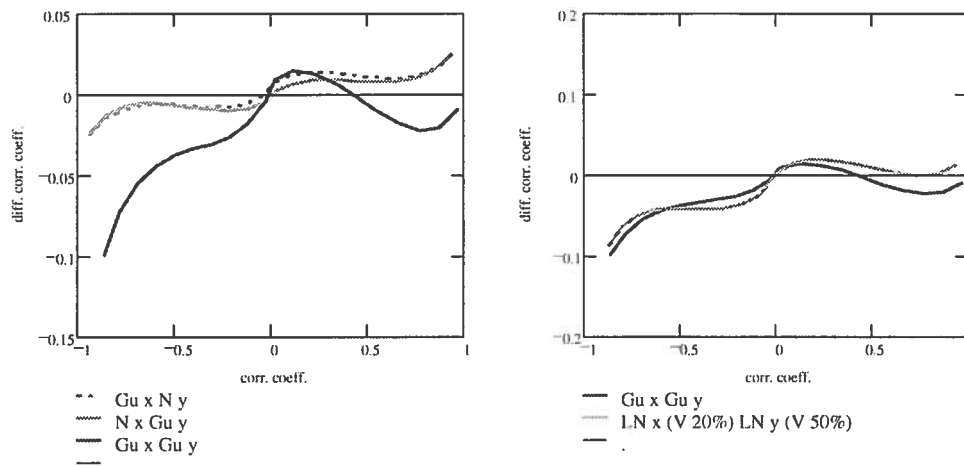 0.05
0
−0.05
−0.1
−0.15
−1
−0.5
0
0.5
1
diff. corr. coeff.
corr. coeff.
Gu x N y
N x Gu y
Gu x Gu y
0.2
0.1
0
−0.1
−0.2
−1
−0.5
0
0.5
diff. corr. coeff.
corr. coeff.
Gu x Gu y
LN x (V 20%) LN y (V 50%)
.